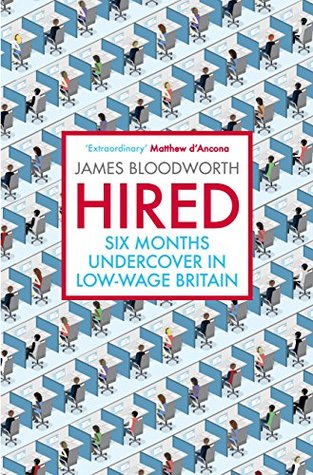 'Extraordinary' Matthew d'Ancona
JAMES BLOODWORTH
HIRED
SIX MONTHS
UNDERCOVER IN
LOW-WAGE BRITAIN